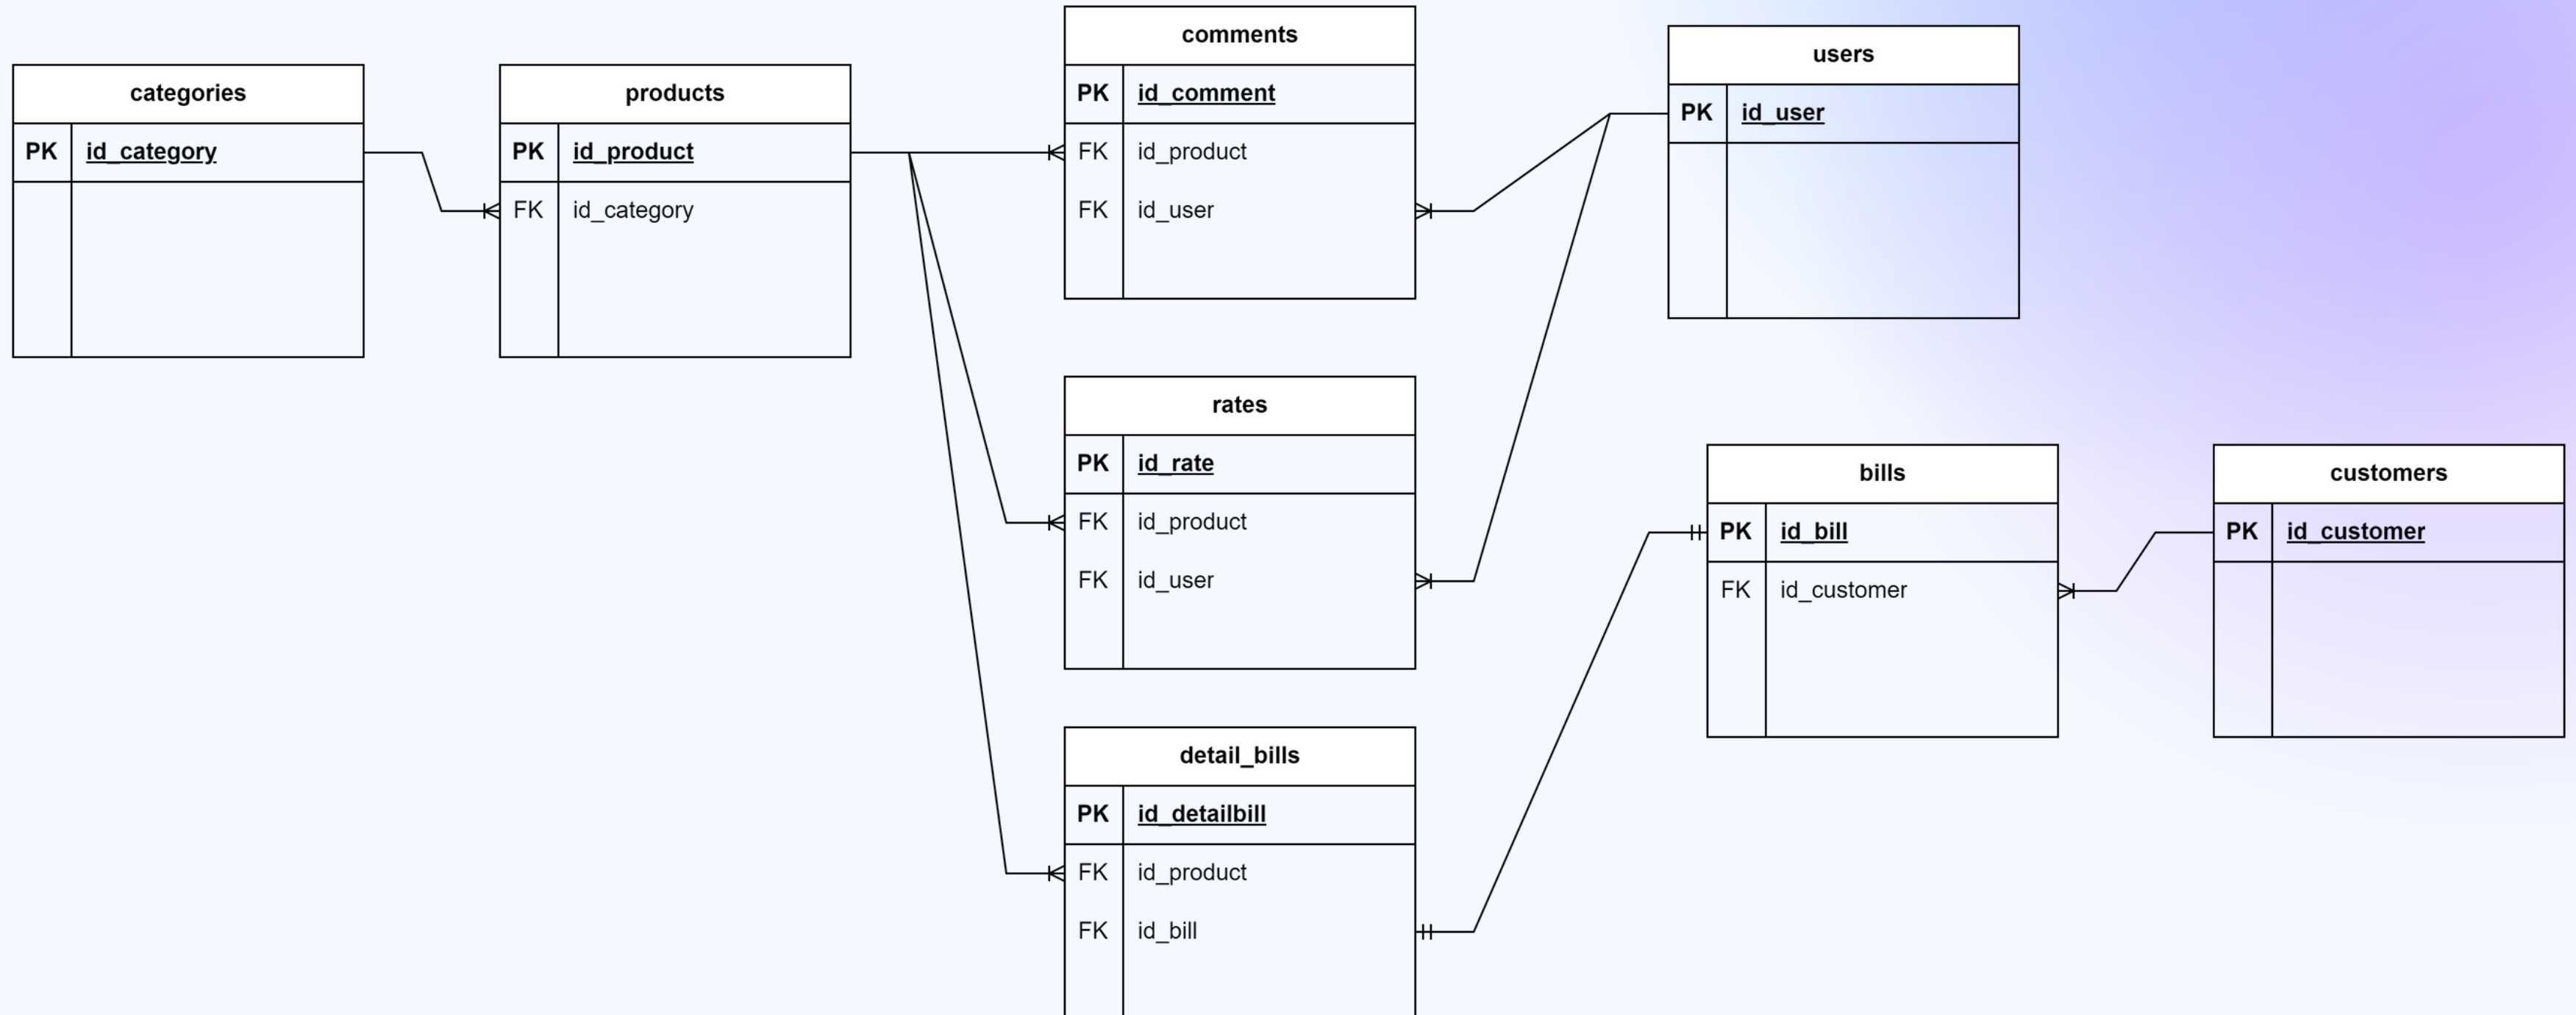 categories
PK id_category
products
PK id_product
FK id_category
comments
PK id_comment
FK id_product
FK id_user
users
PK id_user
rates
PK id_rate
FK id_product
FK id_user
bills
PK id_bill
FK id_customer
customers
PK id_customer
detail_bills
PK id_detailbill
FK id_product
FK id_bill